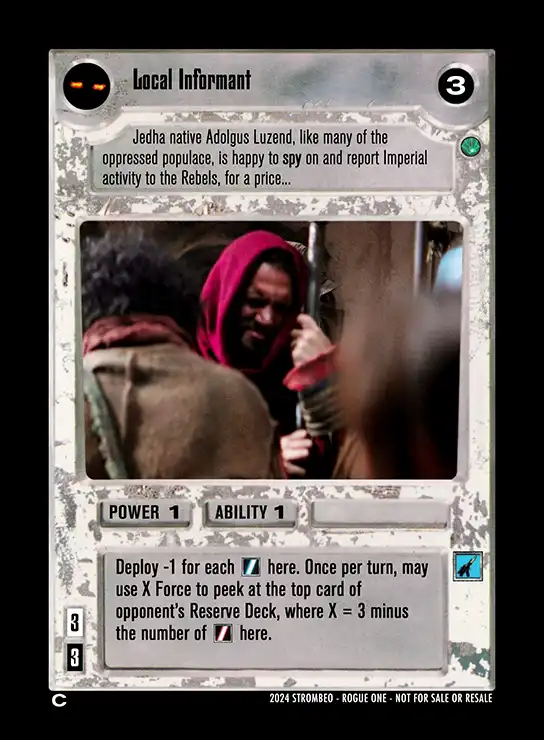 Local Informant
3
Jedha native Adolgus Luzend, like many of the
oppressed populace, is happy to spy on and report Imperial
activity to the Rebels, for a price...
POWER 1
ABILITY 1
Deploy -1 for each here. Once per turn, may
use X Force to peek at the top card of
opponent's Reserve Deck, where X = 3 minus
the number of here.
3
3
C
2024 STROMBEO - ROGUE ONE - NOT FOR SALE OR RESALE